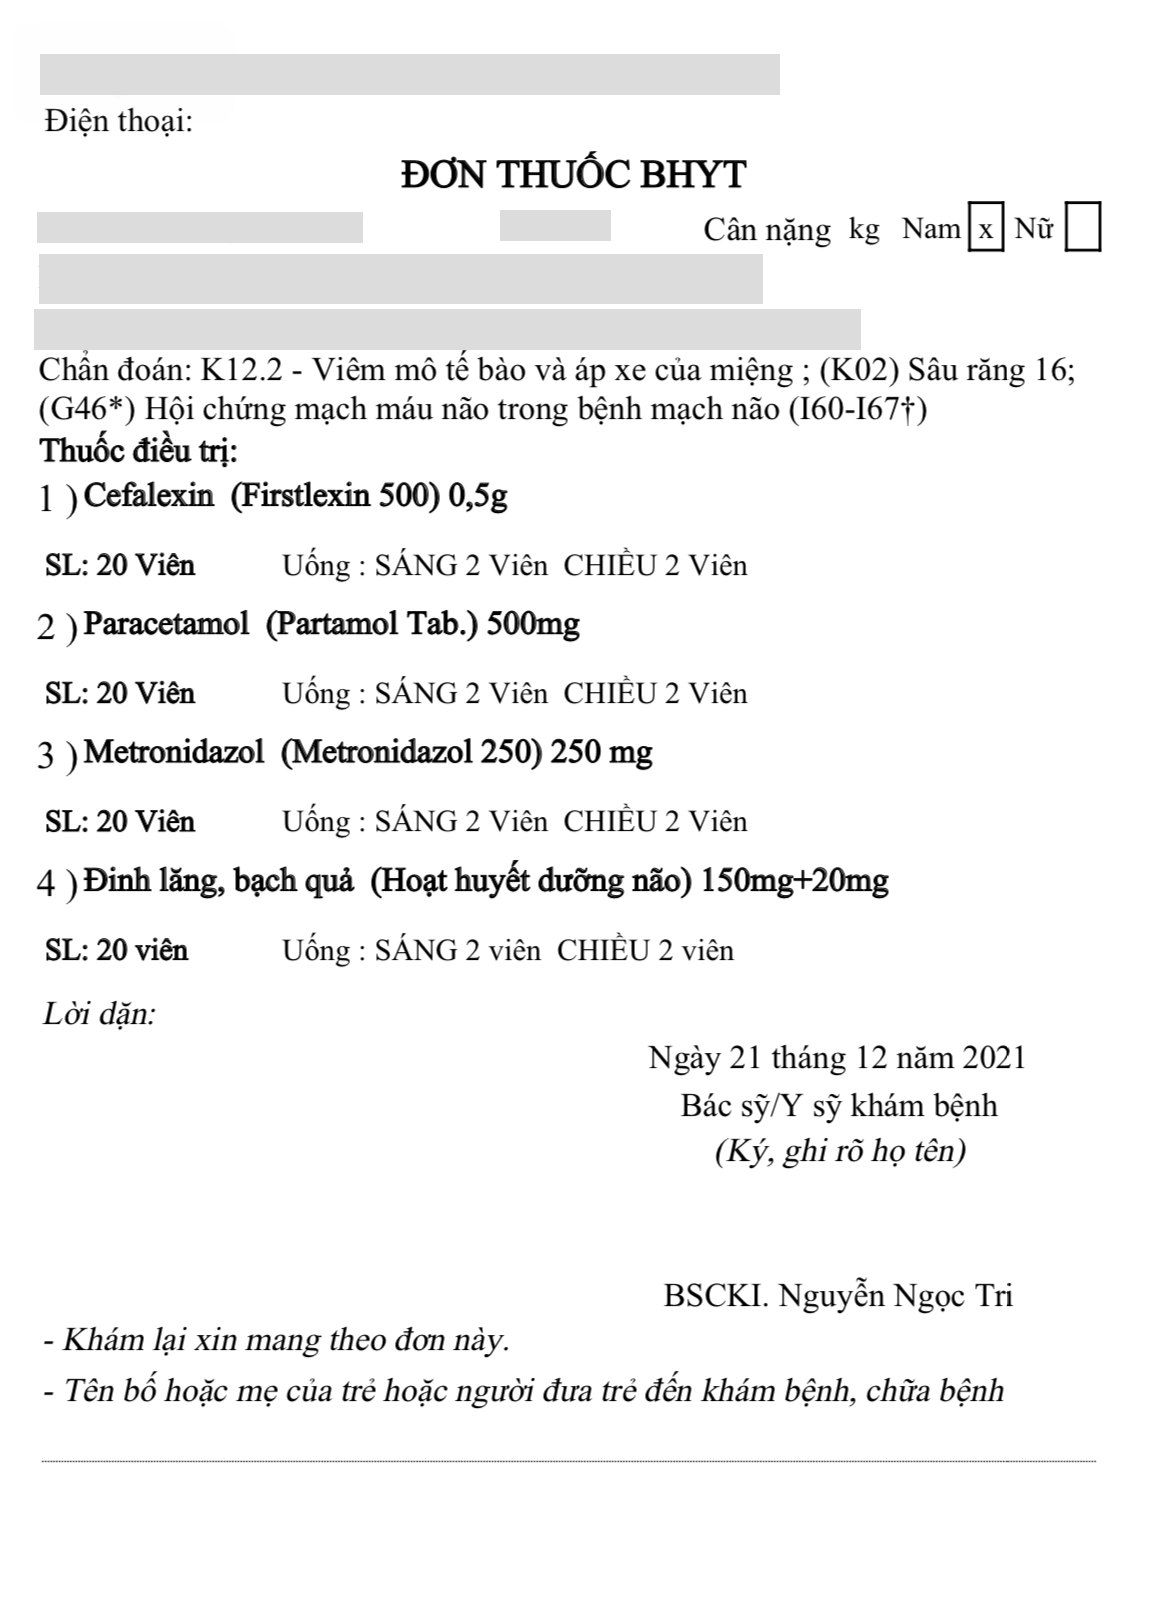 Điện thoại:
ĐƠN THUỐC BHYT
Cân nặng kg Nam x Nữ
Chẩn đoán: K12.2 - Viêm mô tế bào và áp xe của miệng ; (K02) Sâu răng 16;
(G46*) Hội chứng mạch máu não trong bệnh mạch não (I60-I67†)
Thuốc điều trị:
1 ) Cefalexin (Firstlexin 500) 0,5g
SL: 20 Viên Uống : SÁNG 2 Viên CHIỀU 2 Viên
2 ) Paracetamol (Partamol Tab.) 500mg
SL: 20 Viên Uống : SÁNG 2 Viên CHIỀU 2 Viên
3 ) Metronidazol (Metronidazol 250) 250 mg
SL: 20 Viên Uống : SÁNG 2 Viên CHIỀU 2 Viên
4 ) Đinh lăng, bạch quả (Hoạt huyết dưỡng não) 150mg+20mg
SL: 20 viên Uống : SÁNG 2 viên CHIỀU 2 viên
Lời dặn:
Ngày 21 tháng 12 năm 2021
Bác sỹ/Y sỹ khám bệnh
(Ký, ghi rõ họ tên)
BSCKI. Nguyễn Ngọc Tri
- Khám lại xin mang theo đơn này.
- Tên bố hoặc mẹ của trẻ hoặc người đưa trẻ đến khám bệnh, chữa bệnh